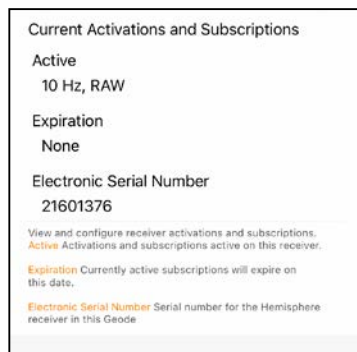 Current Activations and Subscriptions
Active
10 Hz, RAW
Expiration
None
Electronic Serial Number
21601376
View and configure receiver activations and subscriptions.
Active Activations and subscriptions active on this receiver.
Expiration Currently active subscriptions will expire on
this date.
Electronic Serial Number Serial number for the Hemisphere
receiver in this Geode